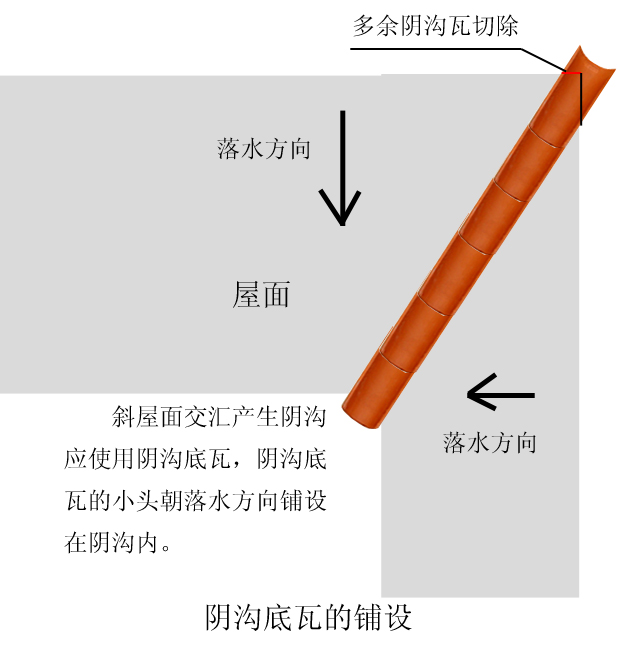 多余阴沟瓦切除
落水方向
屋面
落水方向
斜屋面交汇产生阴沟
应使用阴沟底瓦，阴沟底
瓦的小头朝落水方向铺设
在阴沟内。
阴沟底瓦的铺设